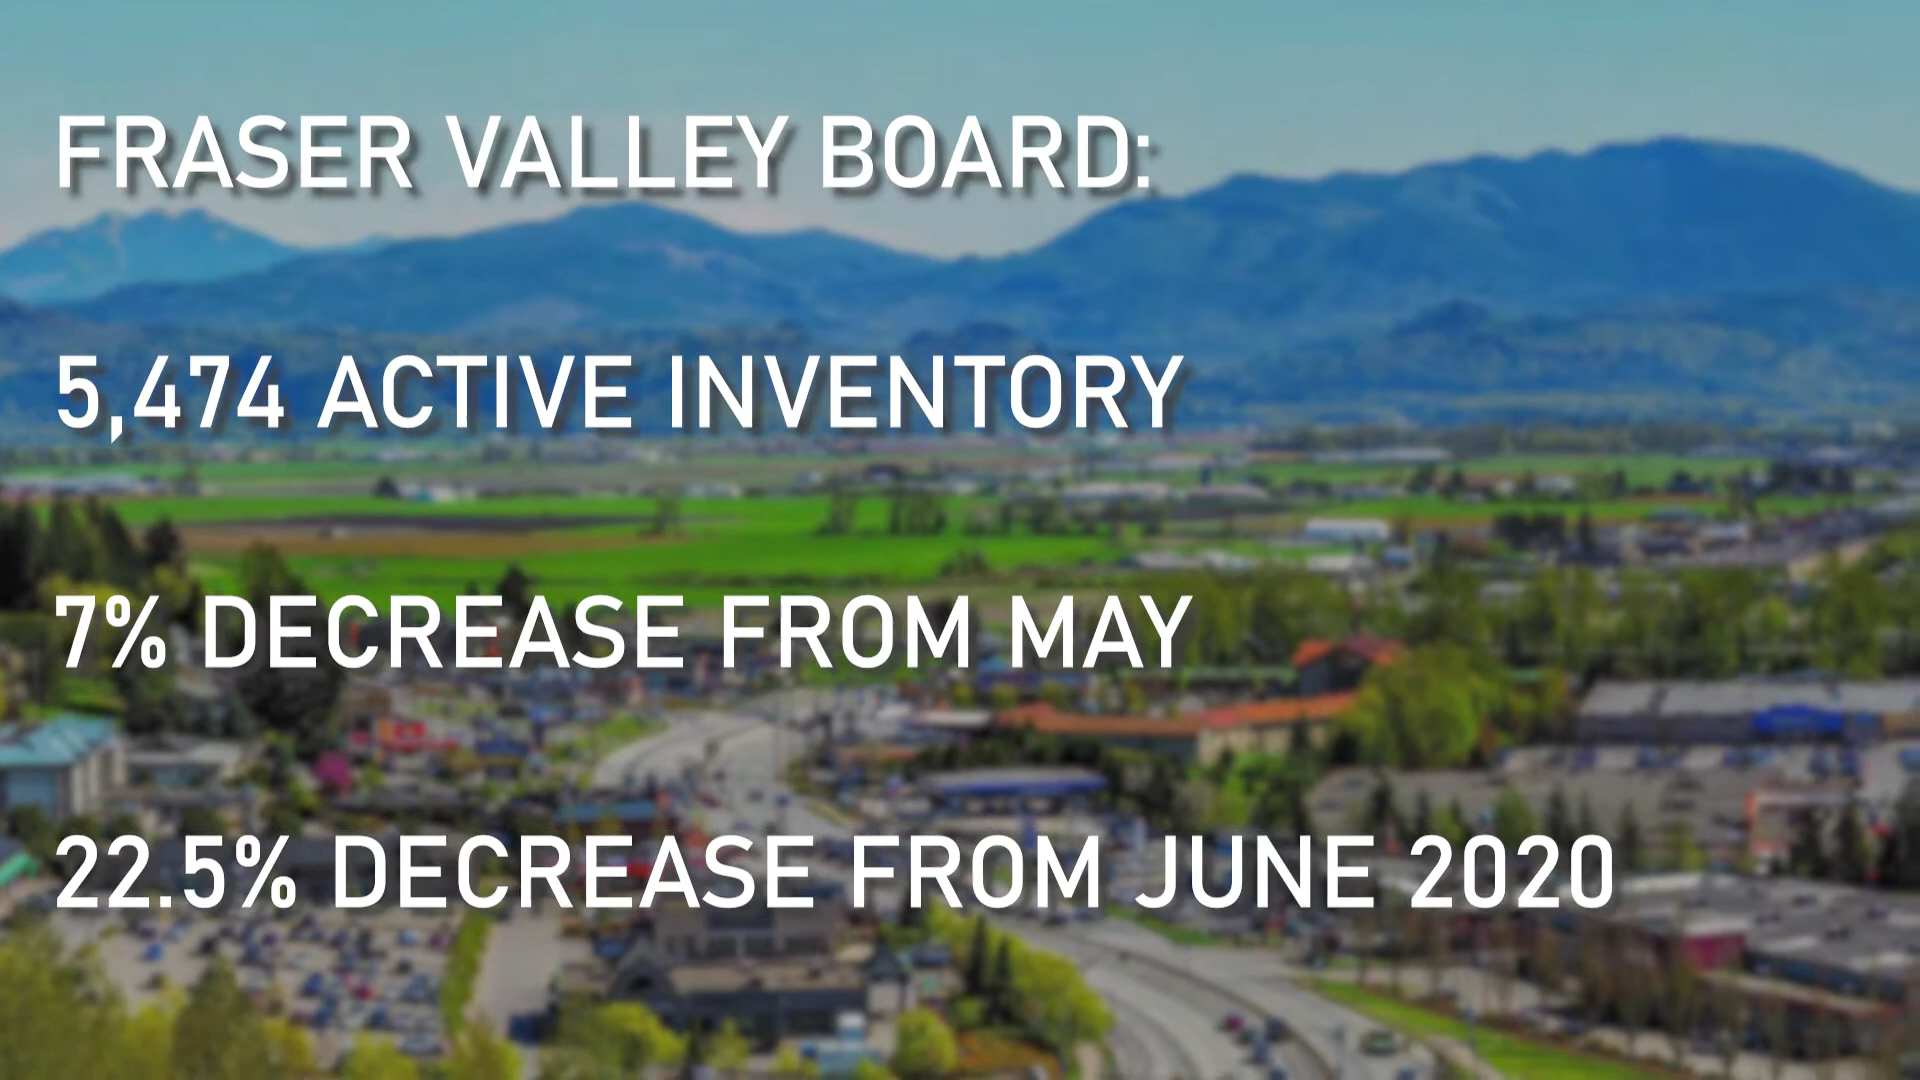 FRASER VALLEY BOARD:
5,474 ACTIVE INVENTORY
7% DECREASE FROM MAY
22.5% DECREASE FROM JUNE 2020